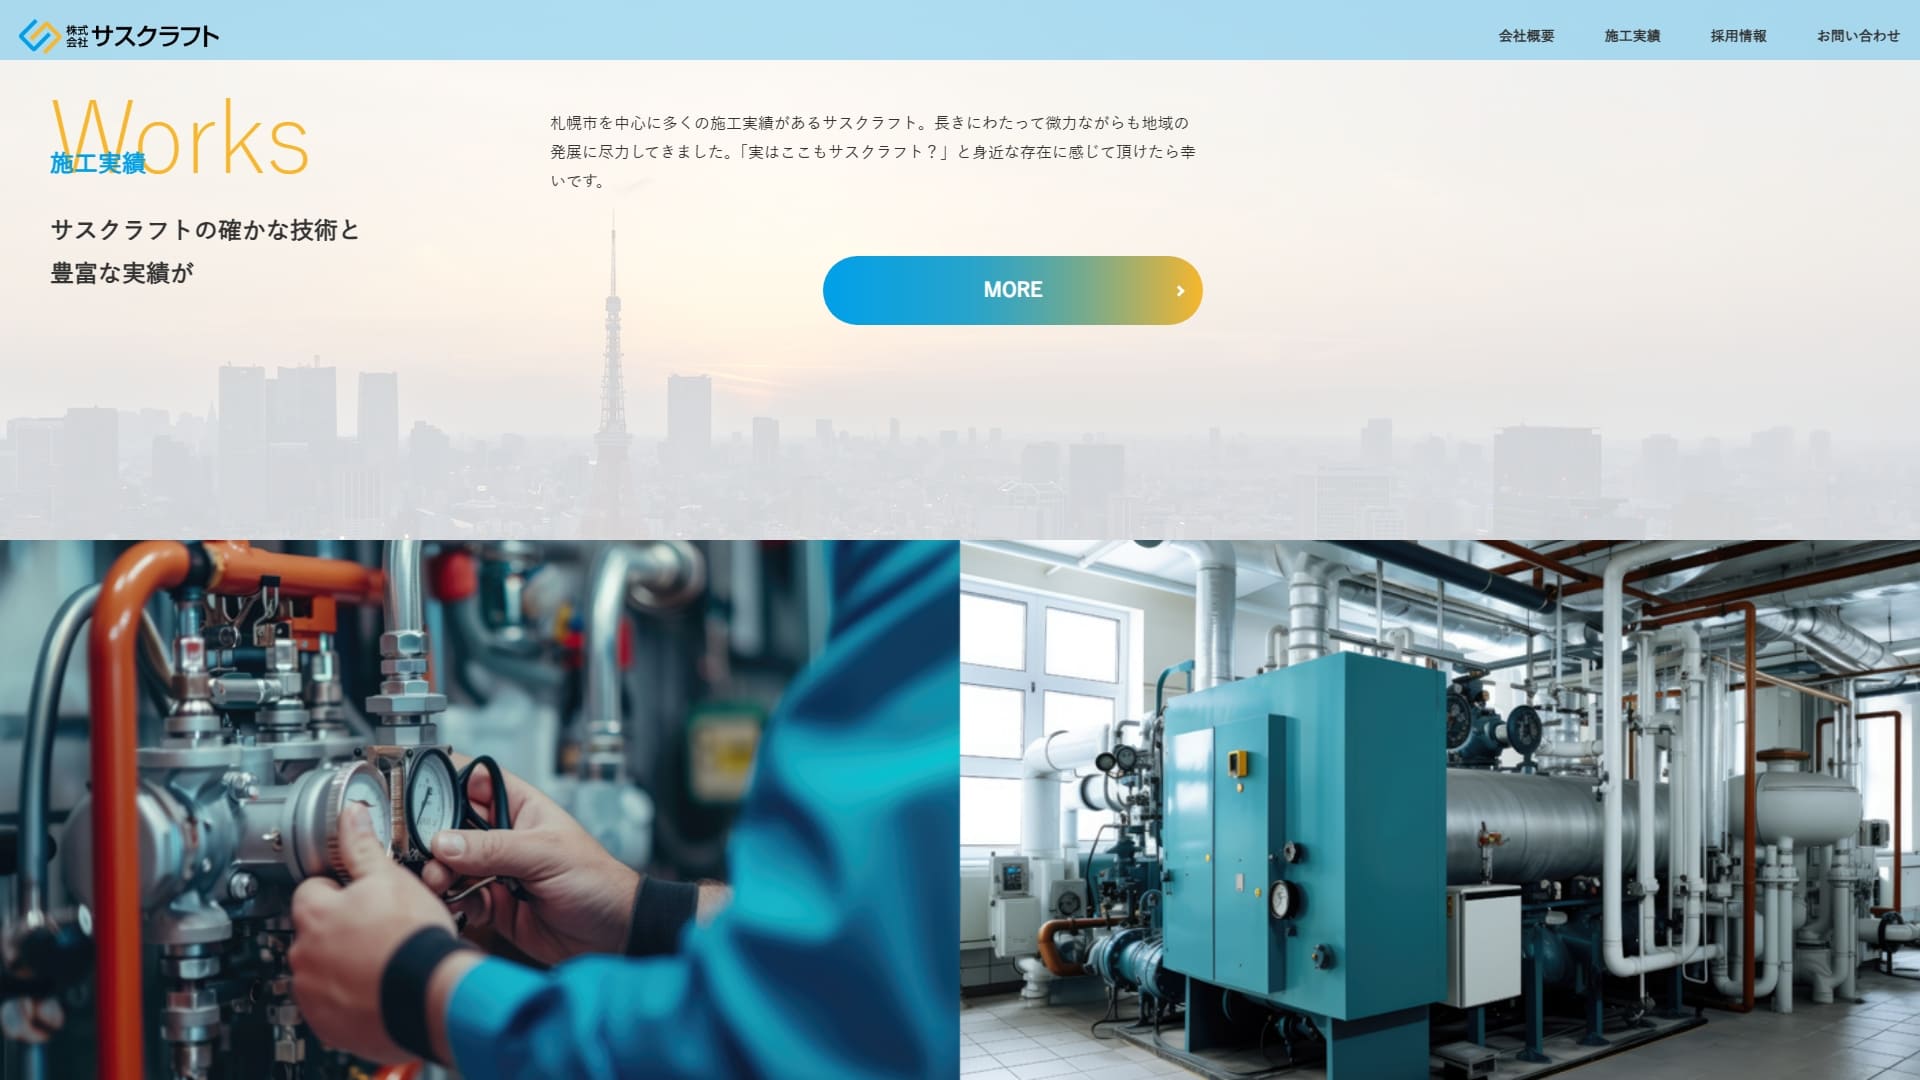 株式会社サスクラフト
会社概要
施工実績
採用情報
お問い合わせ
Works
施工実績
サスクラフトの確かな技術と
豊富な実績が
札幌市を中心に多くの施工実績があるサスクラフト。長きにわたって微力ながらも地域の
発展に尽力してきました。「実はここもサスクラフト？」と身近な存在に感じて頂けたら幸
いです。
MORE